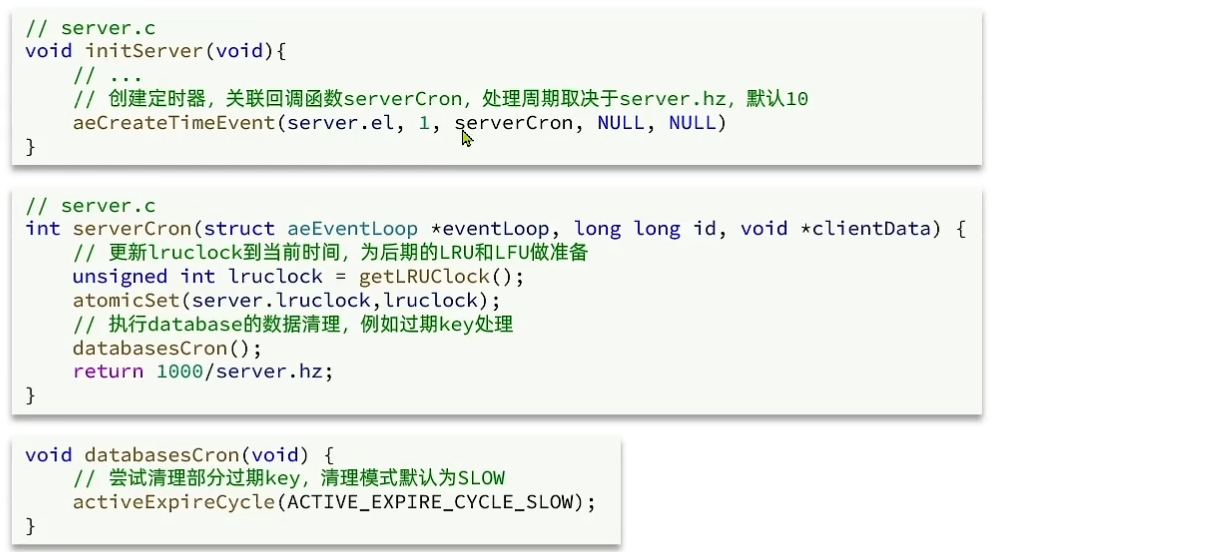 // server.c
void initServer(void){
    // ...
    // 创建定时器，关联回调函数serverCron，处理周期取决于server.hz，默认10
    aeCreateTimeEvent(server.el, 1, serverCron, NULL, NULL)
}
// server.c
int serverCron(struct aeEventLoop *eventLoop, long long id, void *clientData) {
    // 更新lruclock到当前时间，为后期的LRU和LFU做准备
    unsigned int lruclock = getLRUClock();
    atomicSet(server.lruclock,lruclock);
    // 执行database的数据清理，例如过期key处理
    databasesCron();
    return 1000/server.hz;
}
void databasesCron(void) {
    // 尝试清理部分过期key，清理模式默认为SLOW
    activeExpireCycle(ACTIVE_EXPIRE_CYCLE_SLOW);
}